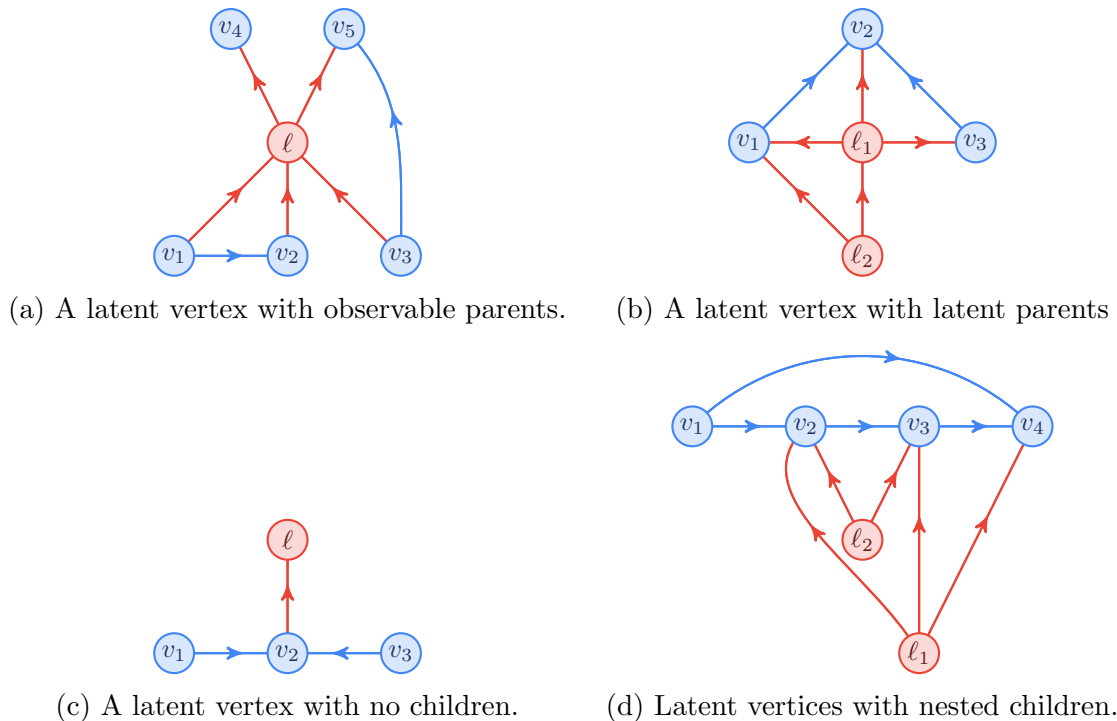 v4 v5
ℓ
v1 v2 v3
(a) A latent vertex with observable parents.
v2
v1 ℓ1 v3
ℓ2
(b) A latent vertex with latent parents
ℓ
v1 v2 v3
(c) A latent vertex with no children.
v1 v2 v3 v4
ℓ2
ℓ1
(d) Latent vertices with nested children.